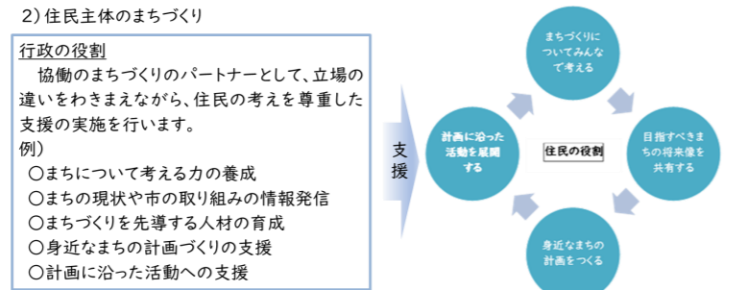 2）住民主体のまちづくり
行政の役割
協働のまちづくりのパートナーとして、立場の
違いをわきまえながら、住民の考えを尊重した
支援の実施を行います。
例）
○まちについて考える力の養成
○まちの現状や市の取り組みの情報発信
○まちづくりを先導する人材の育成
○身近なまちの計画づくりの支援
○計画に沿った活動への支援
支
援
まちづくりに
ついてみんな
で考える
目指すべきま
ちの将来像を
共有する
身近なまちの
計画をつくる
計画に沿った
活動を展開
する
住民の役割